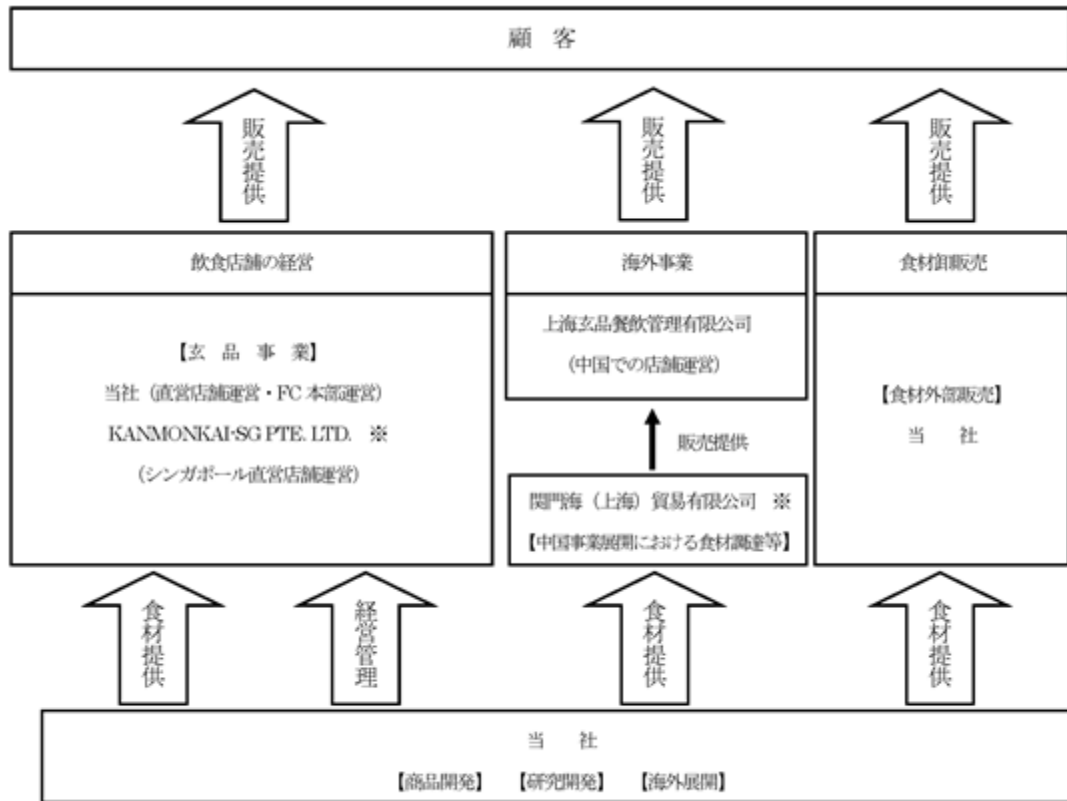 顧 客
販売提供
販売提供
販売提供
飲食店舗の経営
【玄 品 事 業】
当社（直営店舗運営・FC 本部運営）
KANMONKAI-SG PTE. LTD. ※
（シンガポール直営店舗運営）
海外事業
上海玄品餐飲管理有限公司
（中国での店舗運営）
販売提供
関門海（上海）貿易有限公司 ※
【中国事業展開における食材調達等】
食材卸販売
【食材外部販売】
当 社
食材提供
経営管理
食材提供
食材提供
当 社
【商品開発】 【研究開発】 【海外展開】